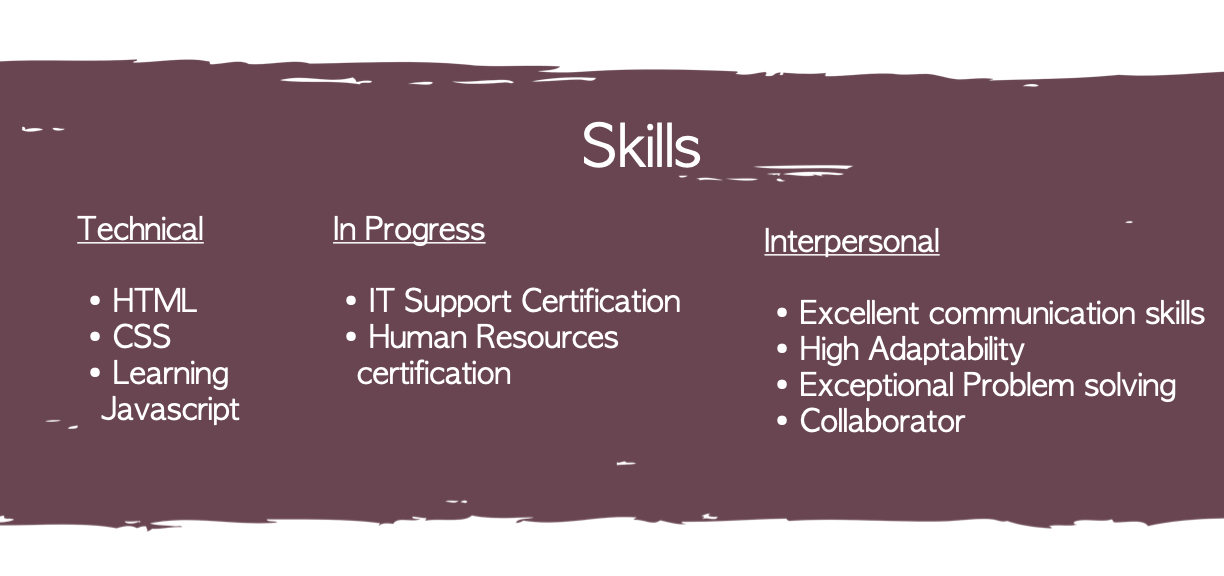 Skills
Technical
• HTML
• CSS
• Learning
Javascript
In Progress
• IT Support Certification
• Human Resources
certification
Interpersonal
• Excellent communication skills
• High Adaptability
• Exceptional Problem solving
• Collaborator